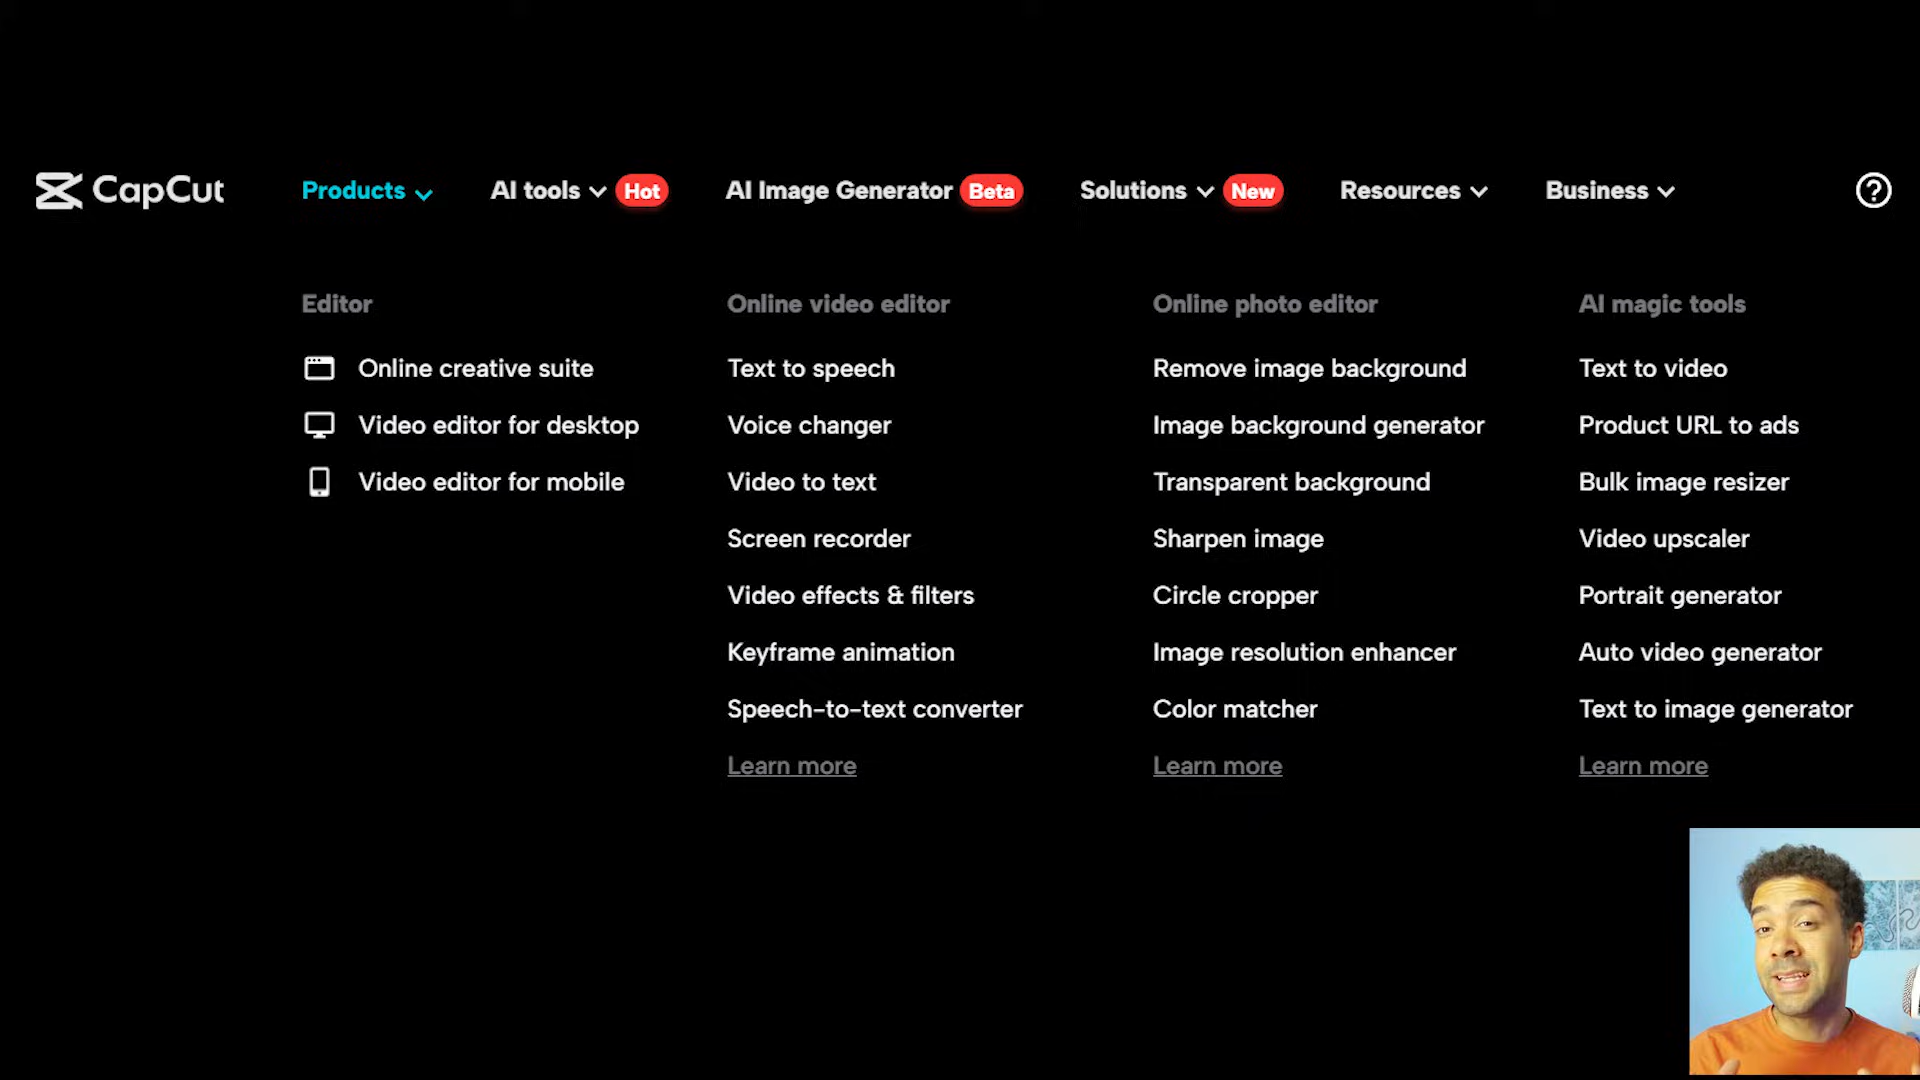 CapCut
Products
AI tools Hot
AI Image Generator Beta
Solutions New
Resources
Business
Editor
Online creative suite
Video editor for desktop
Video editor for mobile
Online video editor
Text to speech
Voice changer
Video to text
Screen recorder
Video effects & filters
Keyframe animation
Speech-to-text converter
Learn more
Online photo editor
Remove image background
Image background generator
Transparent background
Sharpen image
Circle cropper
Image resolution enhancer
Color matcher
Learn more
AI magic tools
Text to video
Product URL to ads
Bulk image resizer
Video upscaler
Portrait generator
Auto video generator
Text to image generator
Learn more